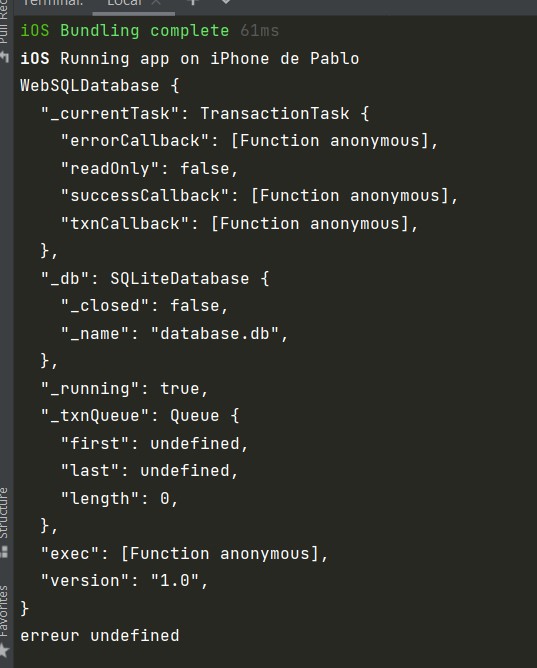 Terminal: Local
Pull Req
iOS Bundling complete 61ms
iOS Running app on iPhone de Pablo
WebSQLDatabase {
  "_currentTask": TransactionTask {
    "errorCallback": [Function anonymous],
    "readOnly": false,
    "successCallback": [Function anonymous],
    "txnCallback": [Function anonymous],
  },
  "_db": SQLiteDatabase {
    "_closed": false,
    "_name": "database.db",
  },
  "_running": true,
  "_txnQueue": Queue {
    "first": undefined,
    "last": undefined,
    "length": 0,
  },
  "exec": [Function anonymous],
  "version": "1.0",
}
erreur undefined
Structure
Favorites